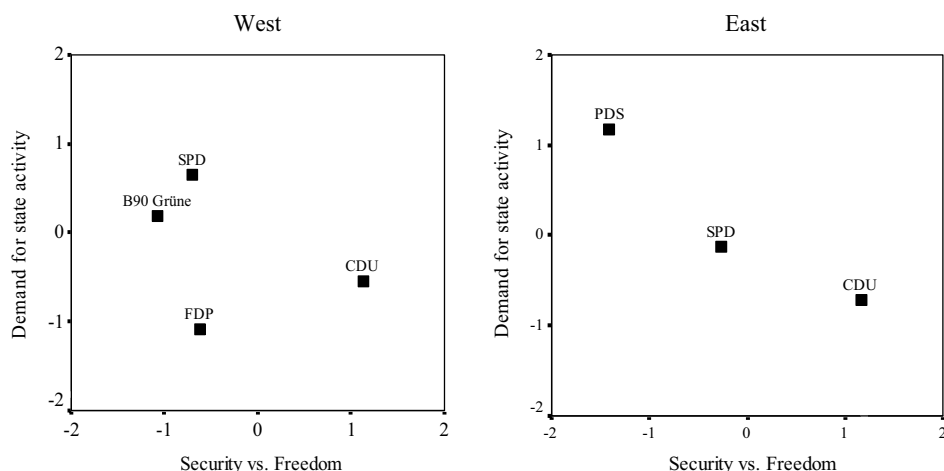 West
Demand for state activity
2
1
0
-1
-2
SPD
B90 Grüne
CDU
FDP
-2
-1
0
1
2
Security vs. Freedom
East
Demand for state activity
2
1
0
-1
-2
PDS
SPD
CDU
-2
-1
0
1
2
Security vs. Freedom